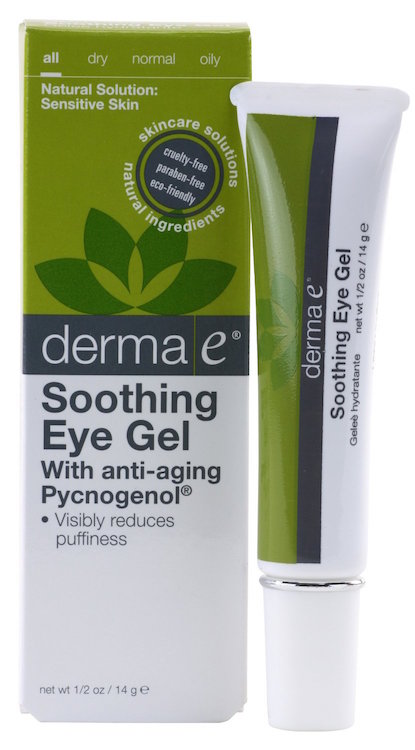 all dry normal oily
Natural Solution:
Sensitive Skin
skincare solutions
cruelty-free
paraben-free
eco-friendly
natural ingredients
derma e®
Soothing
Eye Gel
With anti-aging
Pycnogenol®
• Visibly reduces
puffiness
net wt 1/2 oz / 14 g e
derma e®
Soothing Eye Gel
Geleè hydratante net wt 1/2 oz / 14 g e